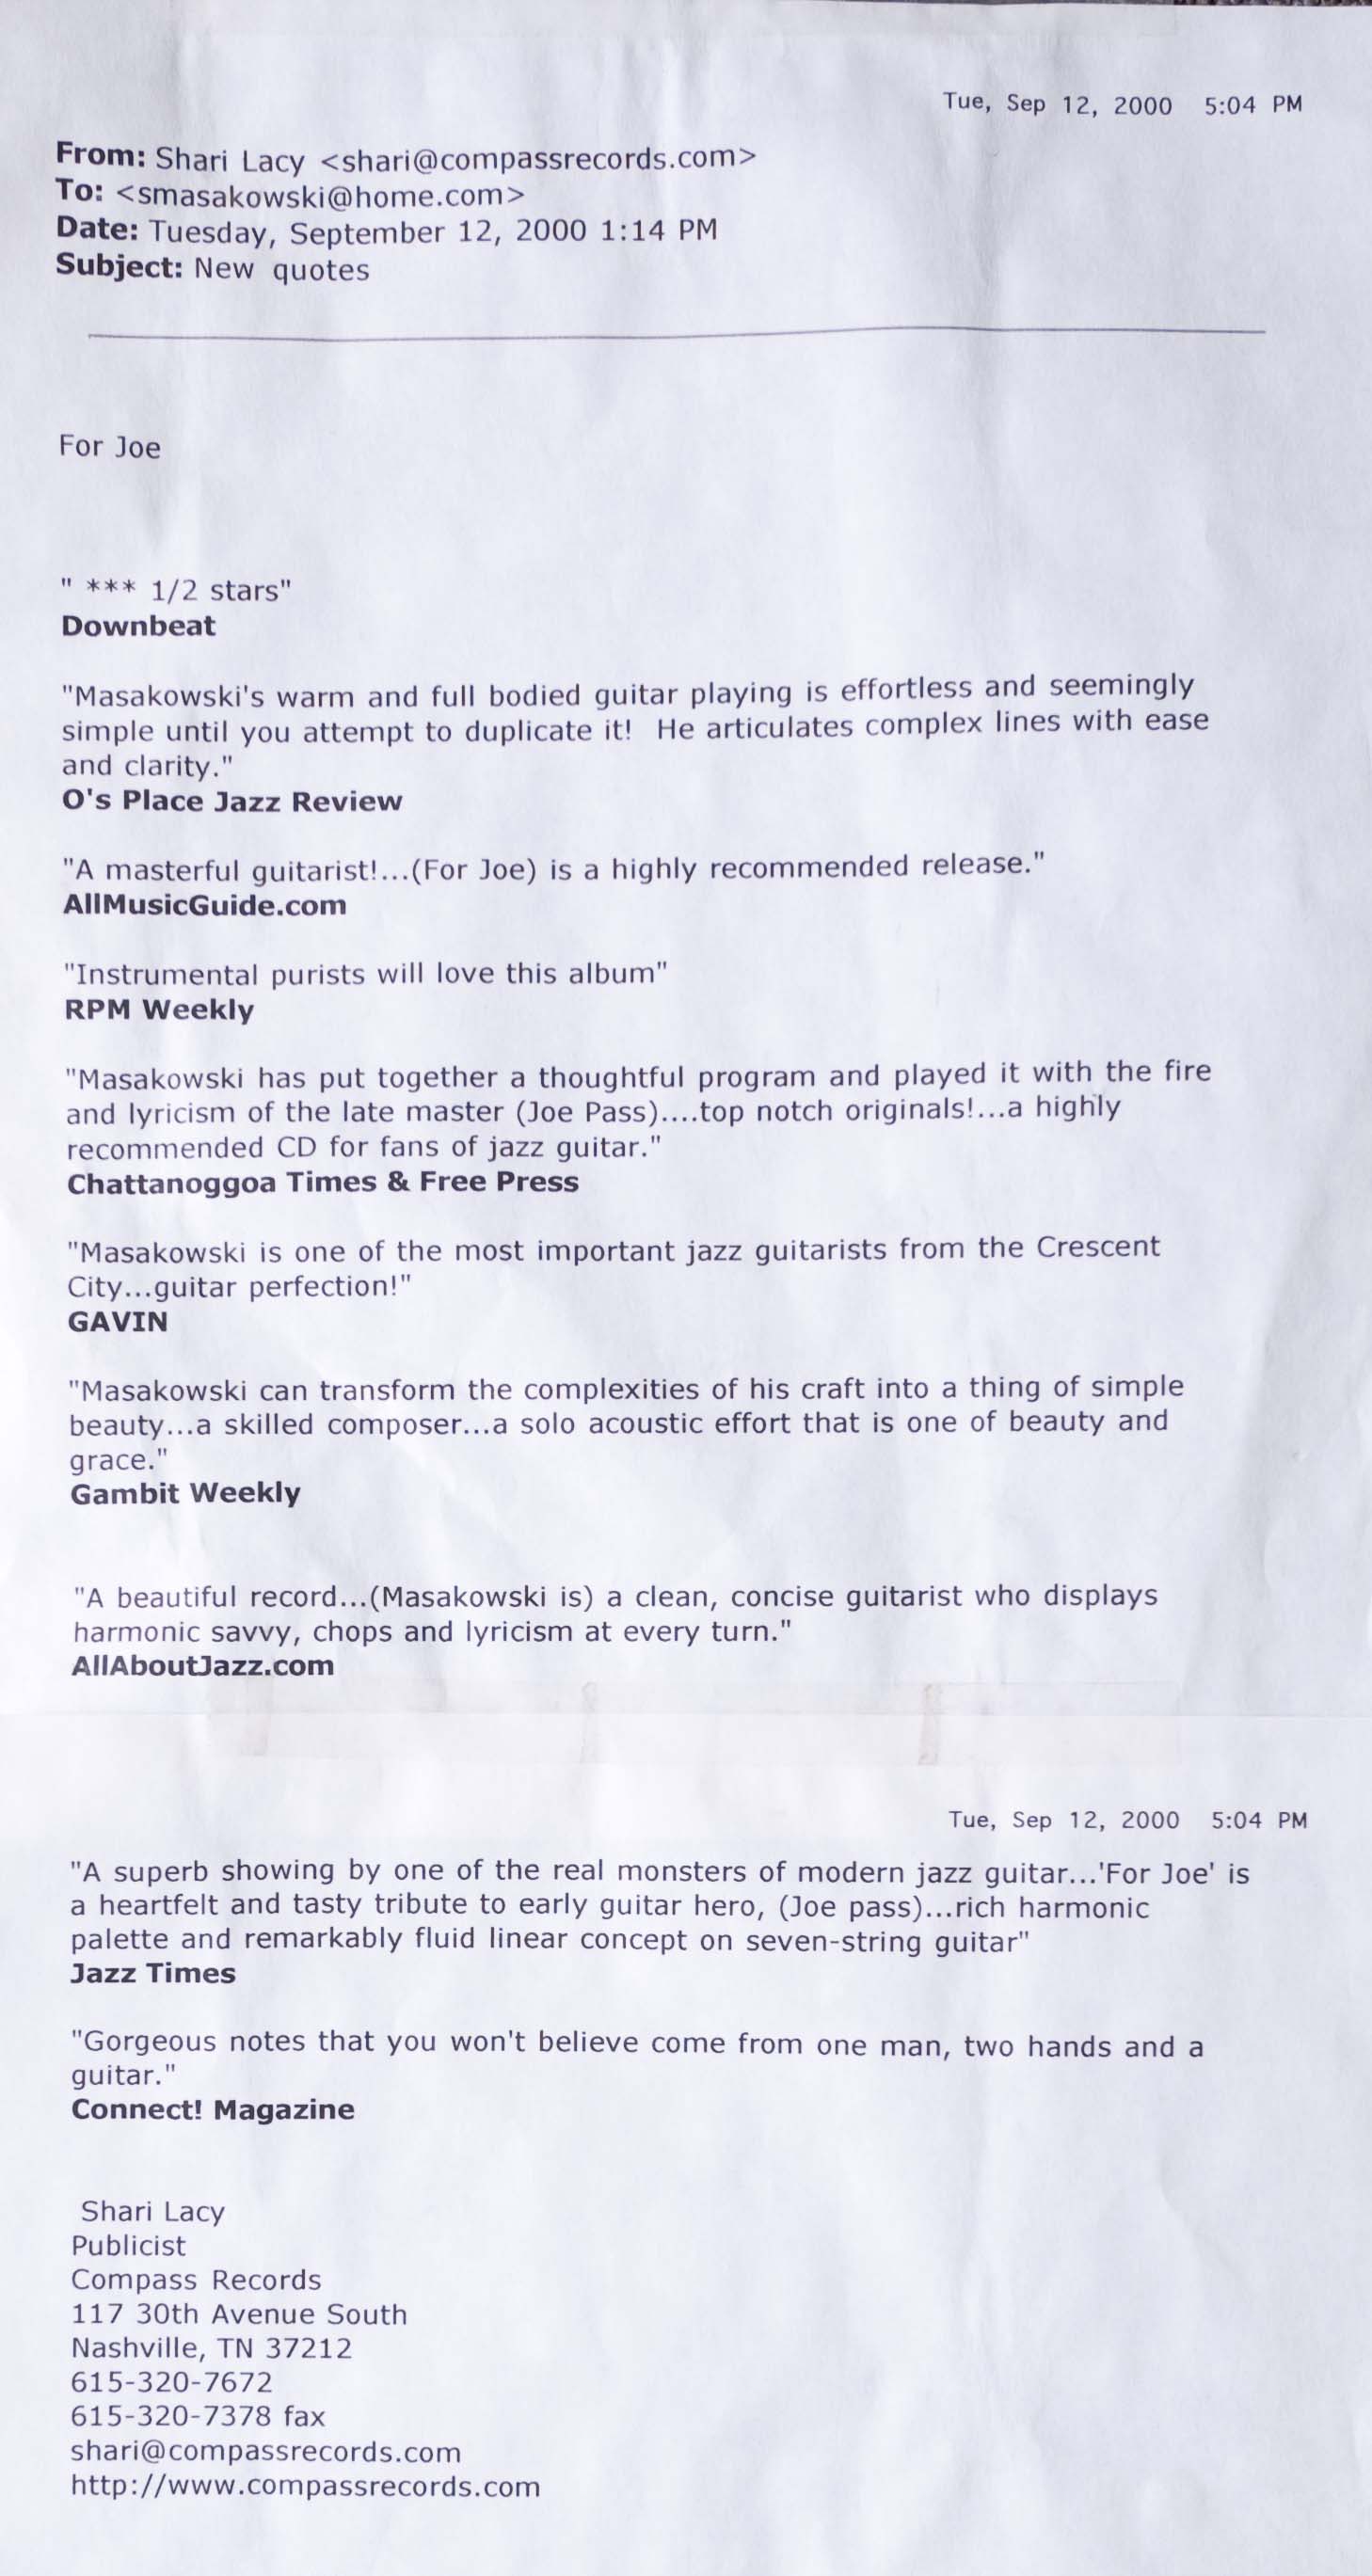 Tue, Sep 12, 2000 5:04 PM
From: Shari Lacy <shari@compassrecords.com>
To: <smasakowski@home.com>
Date: Tuesday, September 12, 2000 1:14 PM
Subject: New quotes
For Joe
" *** 1/2 stars"
Downbeat
"Masakowski's warm and full bodied guitar playing is effortless and seemingly
simple until you attempt to duplicate it! He articulates complex lines with ease
and clarity."
O's Place Jazz Review
"A masterful guitarist!...(For Joe) is a highly recommended release."
AllMusicGuide.com
"Instrumental purists will love this album"
RPM Weekly
"Masakowski has put together a thoughtful program and played it with the fire
and lyricism of the late master (Joe Pass)....top notch originals!...a highly
recommended CD for fans of jazz guitar."
Chattanoggoa Times & Free Press
"Masakowski is one of the most important jazz guitarists from the Crescent
City...guitar perfection!"
GAVIN
"Masakowski can transform the complexities of his craft into a thing of simple
beauty...a skilled composer...a solo acoustic effort that is one of beauty and
grace."
Gambit Weekly
"A beautiful record...(Masakowski is) a clean, concise guitarist who displays
harmonic savvy, chops and lyricism at every turn."
AllAboutJazz.com
Tue, Sep 12, 2000 5:04 PM
"A superb showing by one of the real monsters of modern jazz guitar...'For Joe' is
a heartfelt and tasty tribute to early guitar hero, (Joe pass)...rich harmonic
palette and remarkably fluid linear concept on seven-string guitar"
Jazz Times
"Gorgeous notes that you won't believe come from one man, two hands and a
guitar."
Connect! Magazine
Shari Lacy
Publicist
Compass Records
117 30th Avenue South
Nashville, TN 37212
615-320-7672
615-320-7378 fax
shari@compassrecords.com
http://www.compassrecords.com